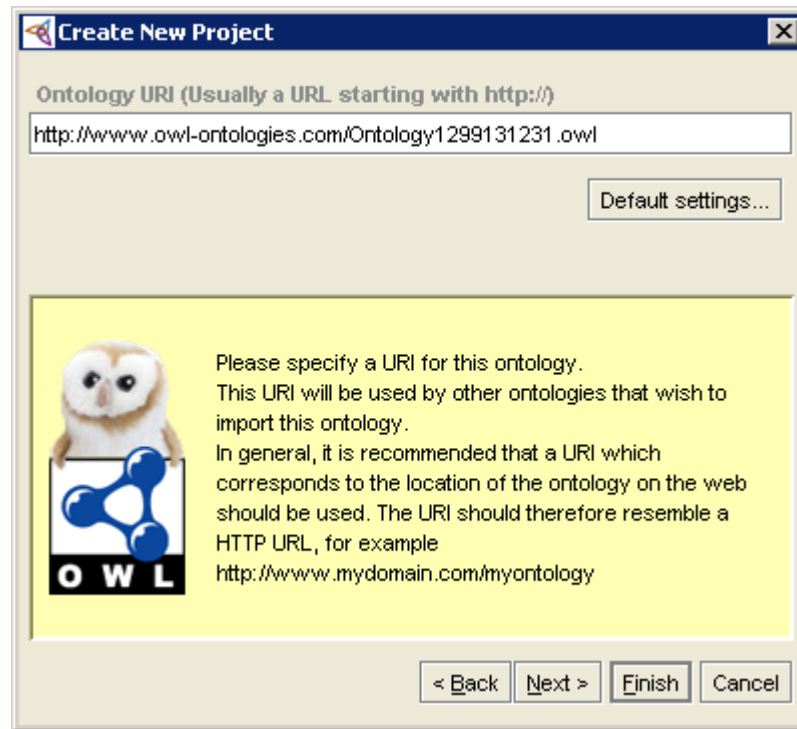 Create New Project
Ontology URI (Usually a URL starting with http://)
http://www.owl-ontologies.com/Ontology1299131231.owl
Default settings...
Please specify a URI for this ontology.
This URI will be used by other ontologies that wish to
import this ontology.
In general, it is recommended that a URI which
corresponds to the location of the ontology on the web
should be used. The URI should therefore resemble a
HTTP URL, for example
http://www.mydomain.com/myontology
O W L
< Back Next > Finish Cancel